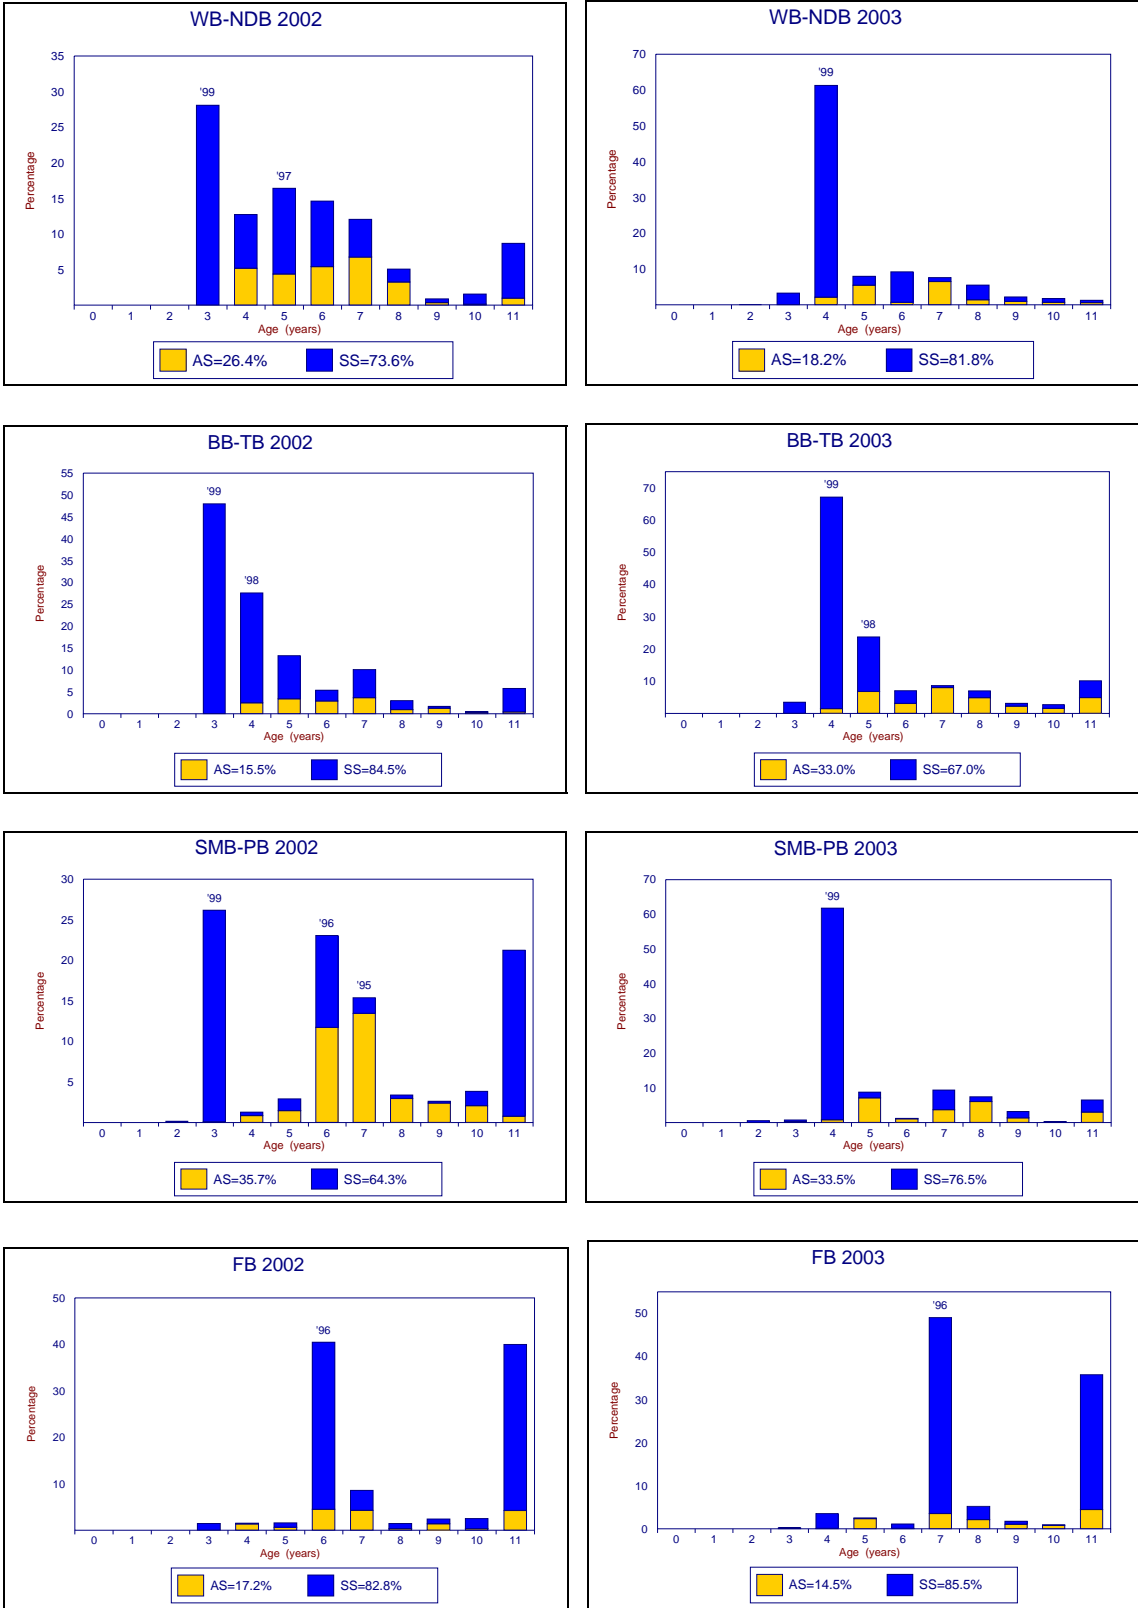 WB-NDB 2002
35
30
25
20
15
10
5
Percentage
'99
'97
0 1 2 3 4 5 6 7 8 9 10 11
Age (years)
AS=26.4% SS=73.6%
WB-NDB 2003
70
60
50
40
30
20
10
Percentage
'99
0 1 2 3 4 5 6 7 8 9 10 11
Age (years)
AS=18.2% SS=81.8%
BB-TB 2002
55
50
45
40
35
30
25
20
15
10
5
0
Percentage
'99
'98
0 1 2 3 4 5 6 7 8 9 10 11
Age (years)
AS=15.5% SS=84.5%
BB-TB 2003
70
60
50
40
30
20
10
Percentage
'99
'98
0 1 2 3 4 5 6 7 8 9 10 11
Age (years)
AS=33.0% SS=67.0%
SMB-PB 2002
30
25
20
15
10
5
Percentage
'99
'96
'95
0 1 2 3 4 5 6 7 8 9 10 11
Age (years)
AS=35.7% SS=64.3%
SMB-PB 2003
70
60
50
40
30
20
10
Percentage
'99
0 1 2 3 4 5 6 7 8 9 10 11
Age (years)
AS=33.5% SS=76.5%
FB 2002
50
40
30
20
10
Percentage
'96
0 1 2 3 4 5 6 7 8 9 10 11
Age (years)
AS=17.2% SS=82.8%
FB 2003
50
40
30
20
10
0
Percentage
'96
0 1 2 3 4 5 6 7 8 9 10 11
Age (years)
AS=14.5% SS=85.5%